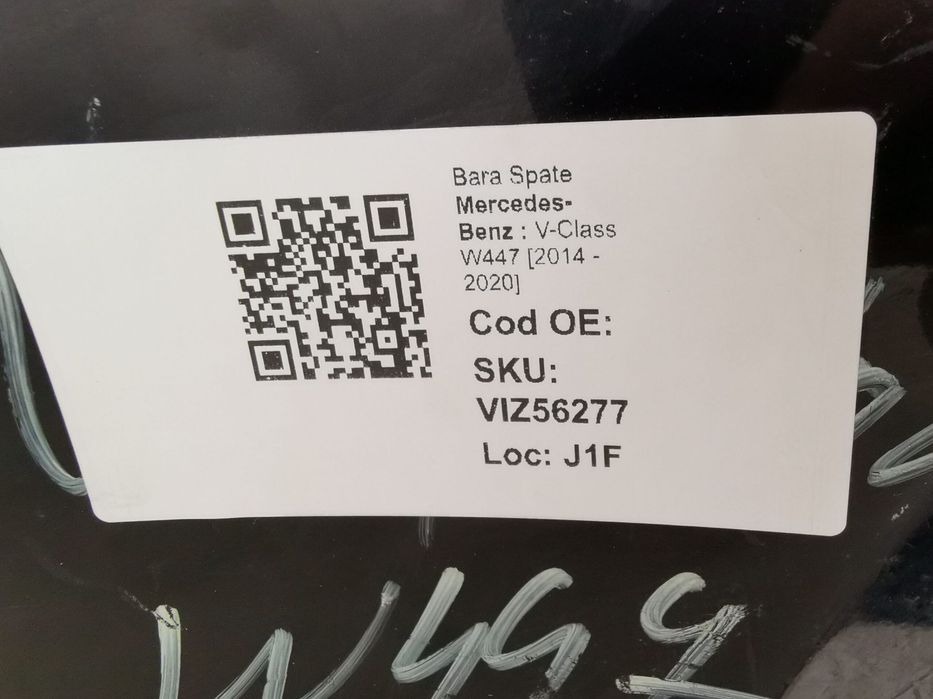 Bara Spate
Mercedes-
Benz : V-Class
W447 [2014 -
2020]
Cod OE:
SKU:
VIZ56277
Loc: J1F